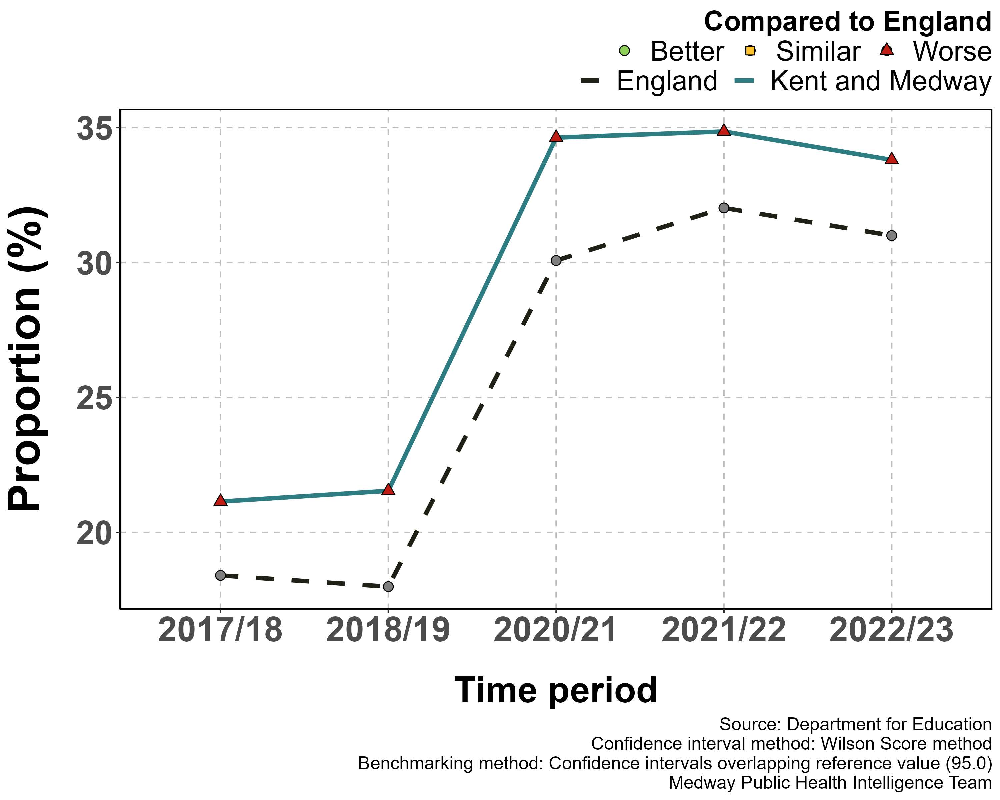 Compared to England
Better Similar Worse
England Kent and Medway
Proportion (%)
35
30
25
20
2017/18 2018/19 2020/21 2021/22 2022/23
Time period
Source: Department for Education
Confidence interval method: Wilson Score method
Benchmarking method: Confidence intervals overlapping reference value (95.0)
Medway Public Health Intelligence Team